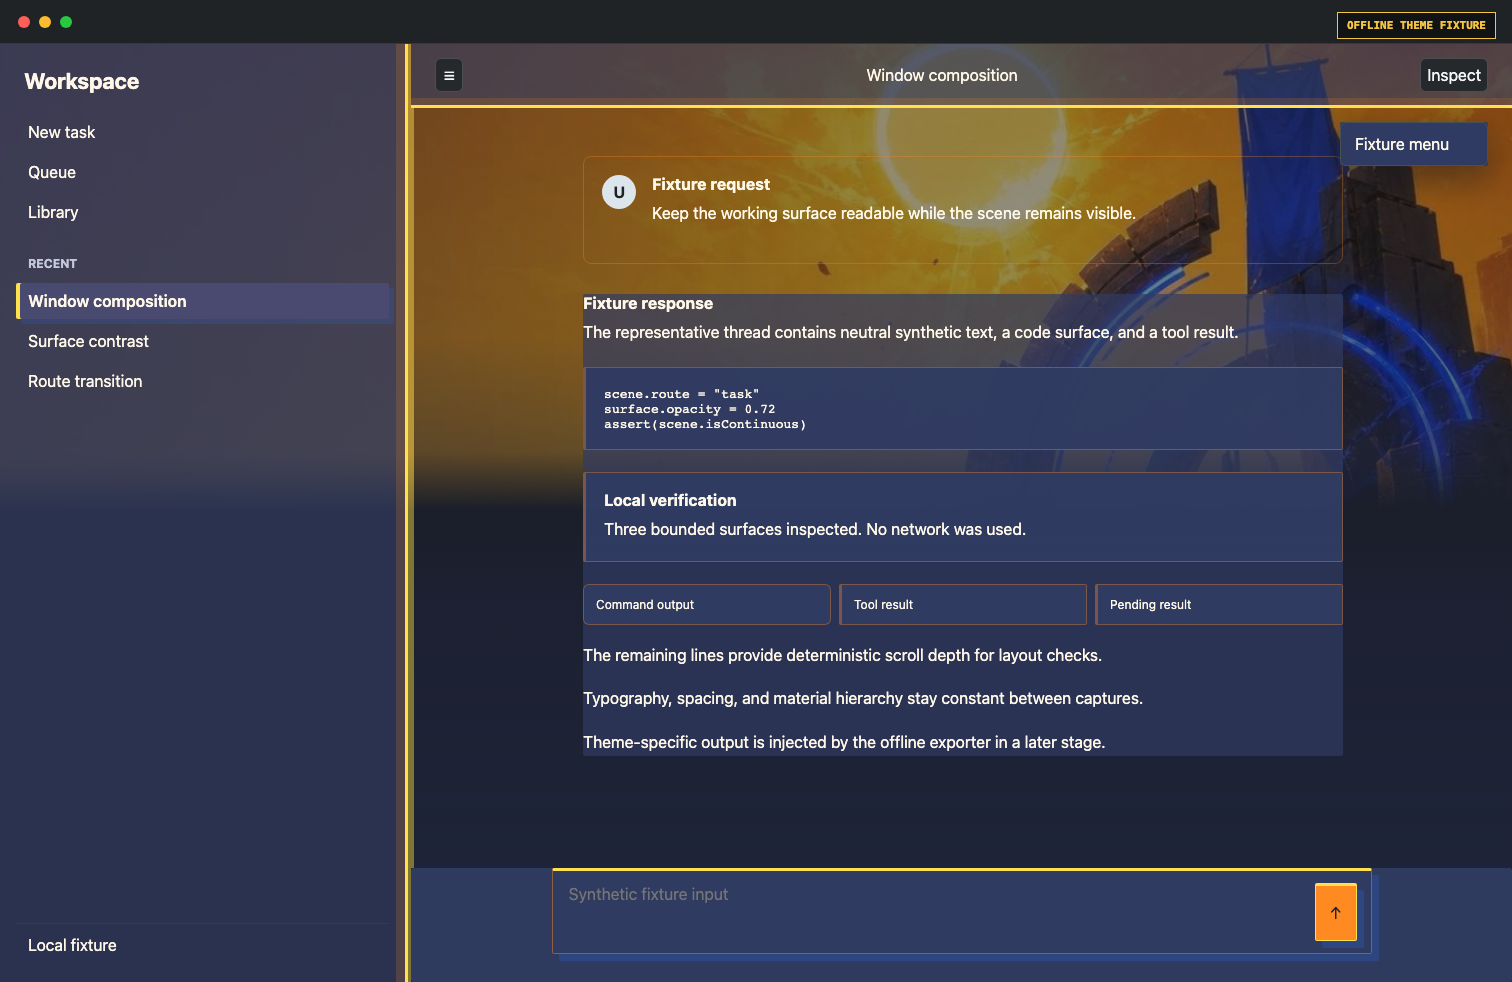 OFFLINE THEME FIXTURE
Workspace
New task
Queue
Library
RECENT
Window composition
Surface contrast
Route transition
Local fixture
Window composition
Inspect
Fixture menu
U
Fixture request
Keep the working surface readable while the scene remains visible.
Fixture response
The representative thread contains neutral synthetic text, a code surface, and a tool result.
scene.route = "task"
surface.opacity = 0.72
assert(scene.isContinuous)
Local verification
Three bounded surfaces inspected. No network was used.
Command output
Tool result
Pending result
The remaining lines provide deterministic scroll depth for layout checks.
Typography, spacing, and material hierarchy stay constant between captures.
Theme-specific output is injected by the offline exporter in a later stage.
Synthetic fixture input